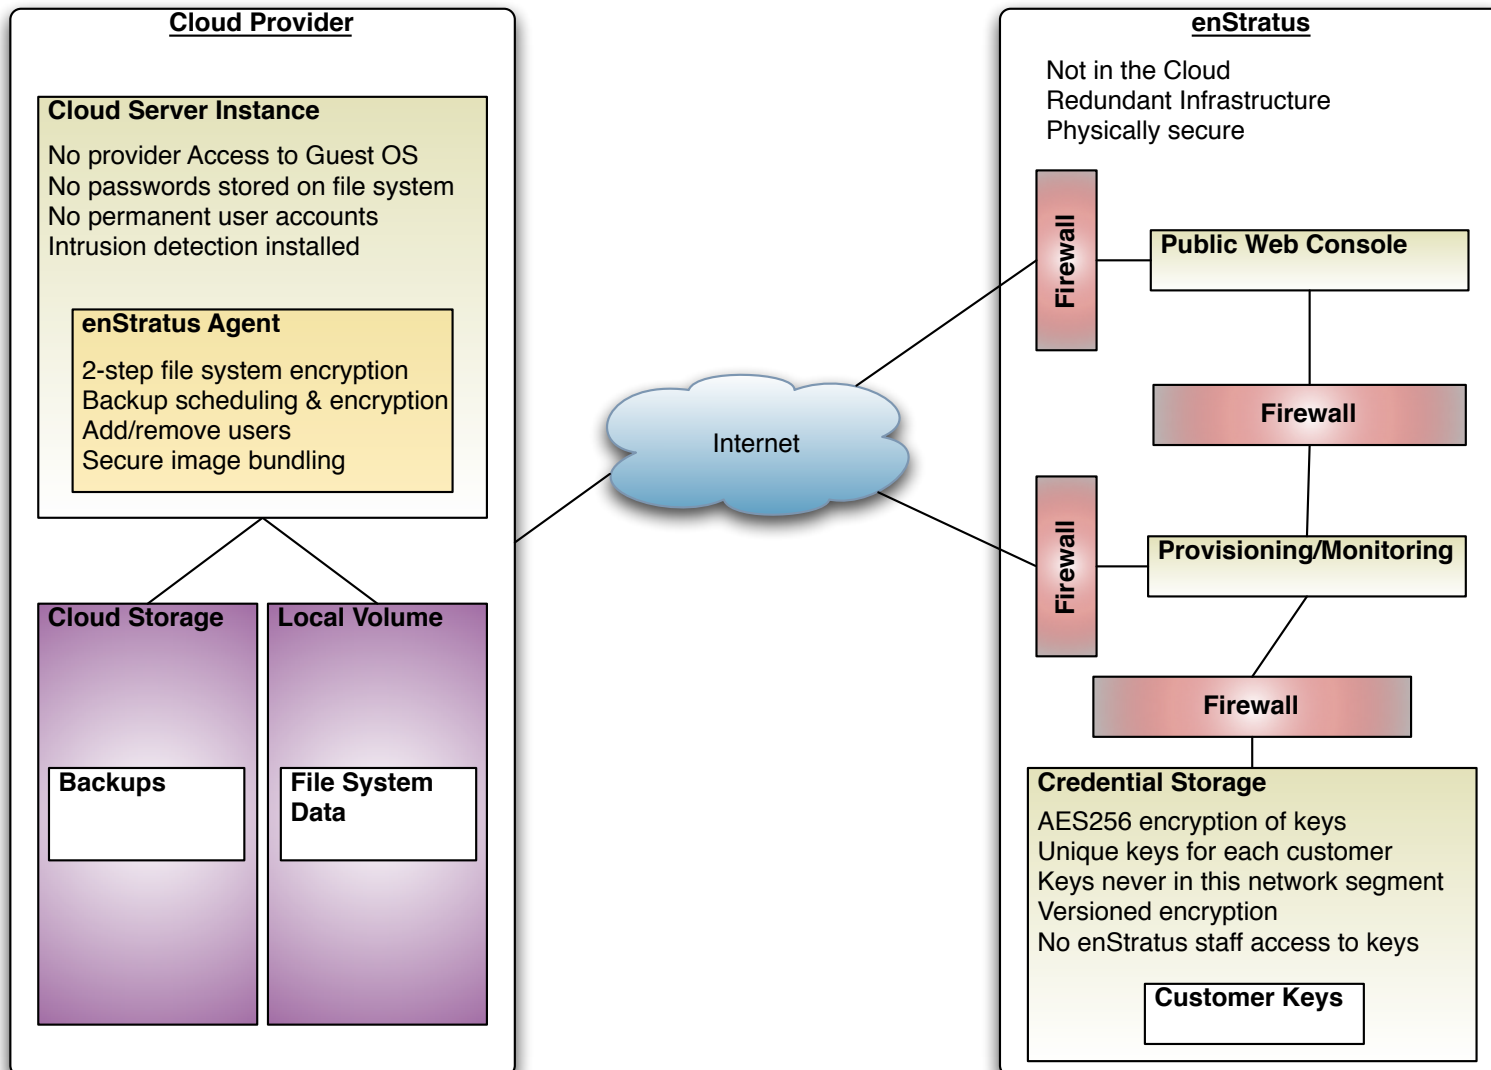 Cloud Provider
Cloud Server Instance
No provider Access to Guest OS
No passwords stored on file system
No permanent user accounts
Intrusion detection installed
enStratus Agent
2-step file system encryption
Backup scheduling & encryption
Add/remove users
Secure image bundling
Cloud Storage
Backups
Local Volume
File System
Data
Internet
enStratus
Not in the Cloud
Redundant Infrastructure
Physically secure
Firewall
Public Web Console
Firewall
Firewall
Provisioning/Monitoring
Firewall
Credential Storage
AES256 encryption of keys
Unique keys for each customer
Keys never in this network segment
Versioned encryption
No enStratus staff access to keys
Customer Keys